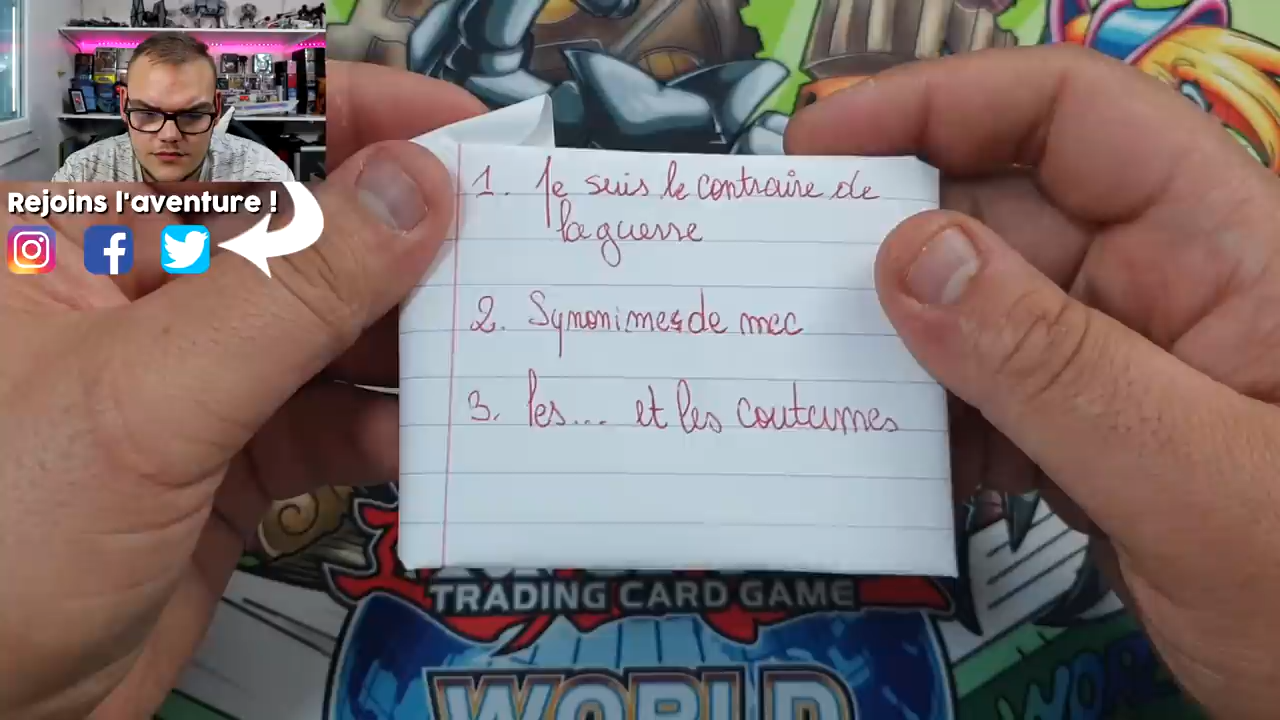 Rejoins l'aventure !
1. Je suis le contraire de
la guerre
2. Synonimes de mec
3. les... et les coutumes
TRADING CARD GAME
WORLD